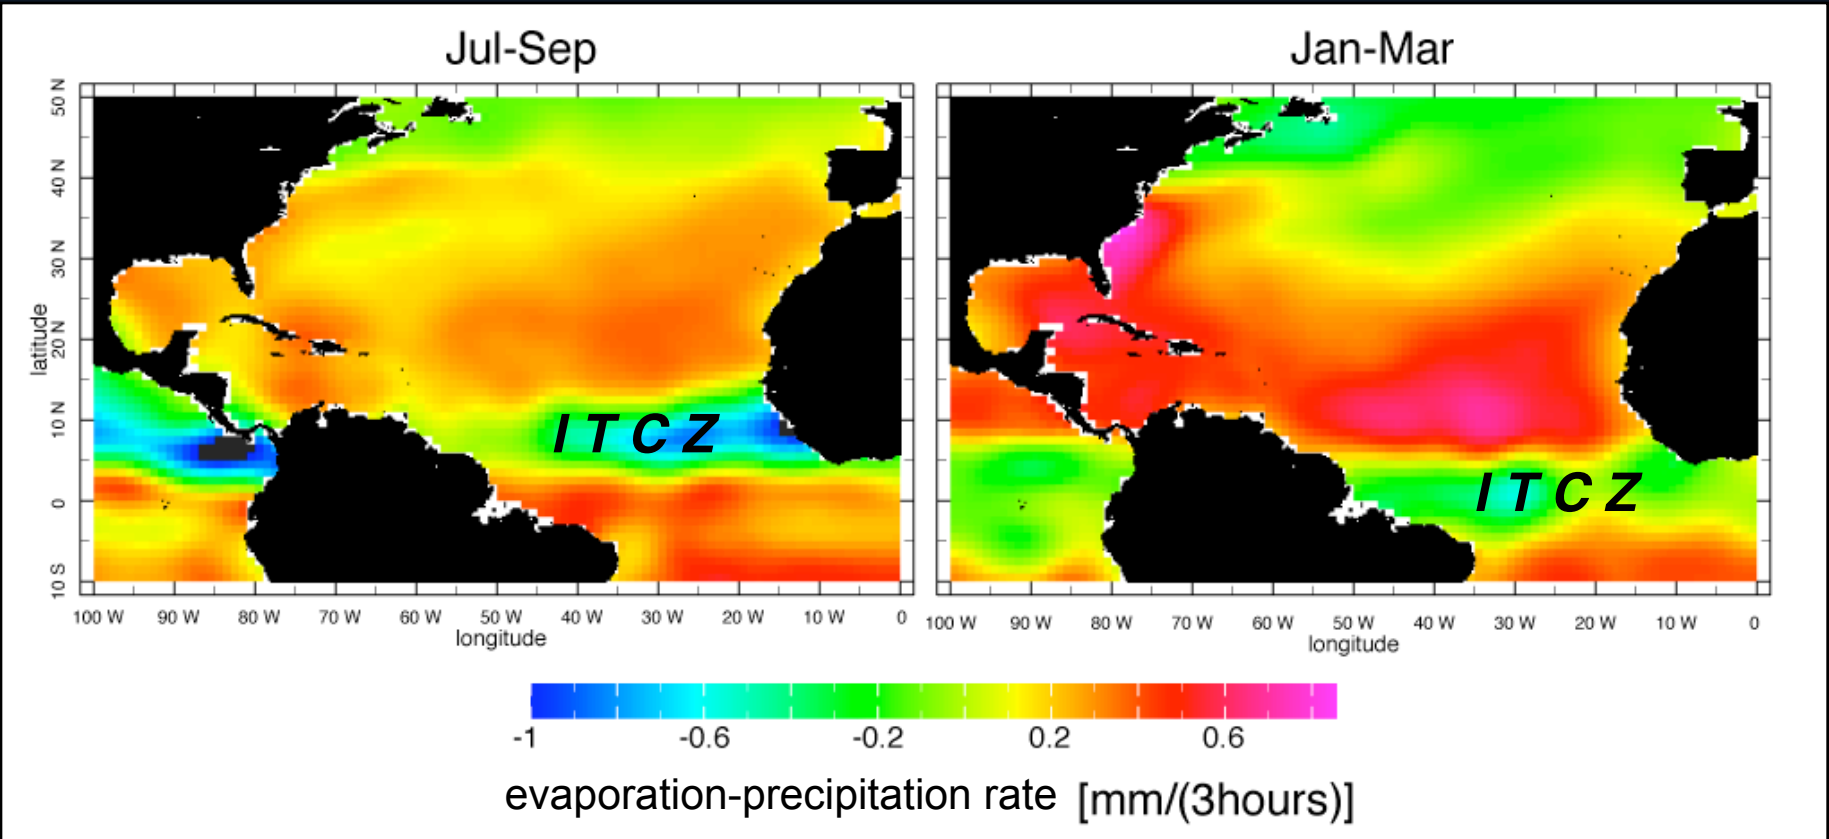 Jul-Sep
Jan-Mar
latitude
50 N
40 N
30 N
20 N
10 N
0
10 S
ITCZ
ITCZ
100 W 90 W 80 W 70 W 60 W 50 W 40 W 30 W 20 W 10 W 0
longitude
100 W 90 W 80 W 70 W 60 W 50 W 40 W 30 W 20 W 10 W 0
longitude
-1 -0.6 -0.2 0.2 0.6
evaporation-precipitation rate [mm/(3hours)]